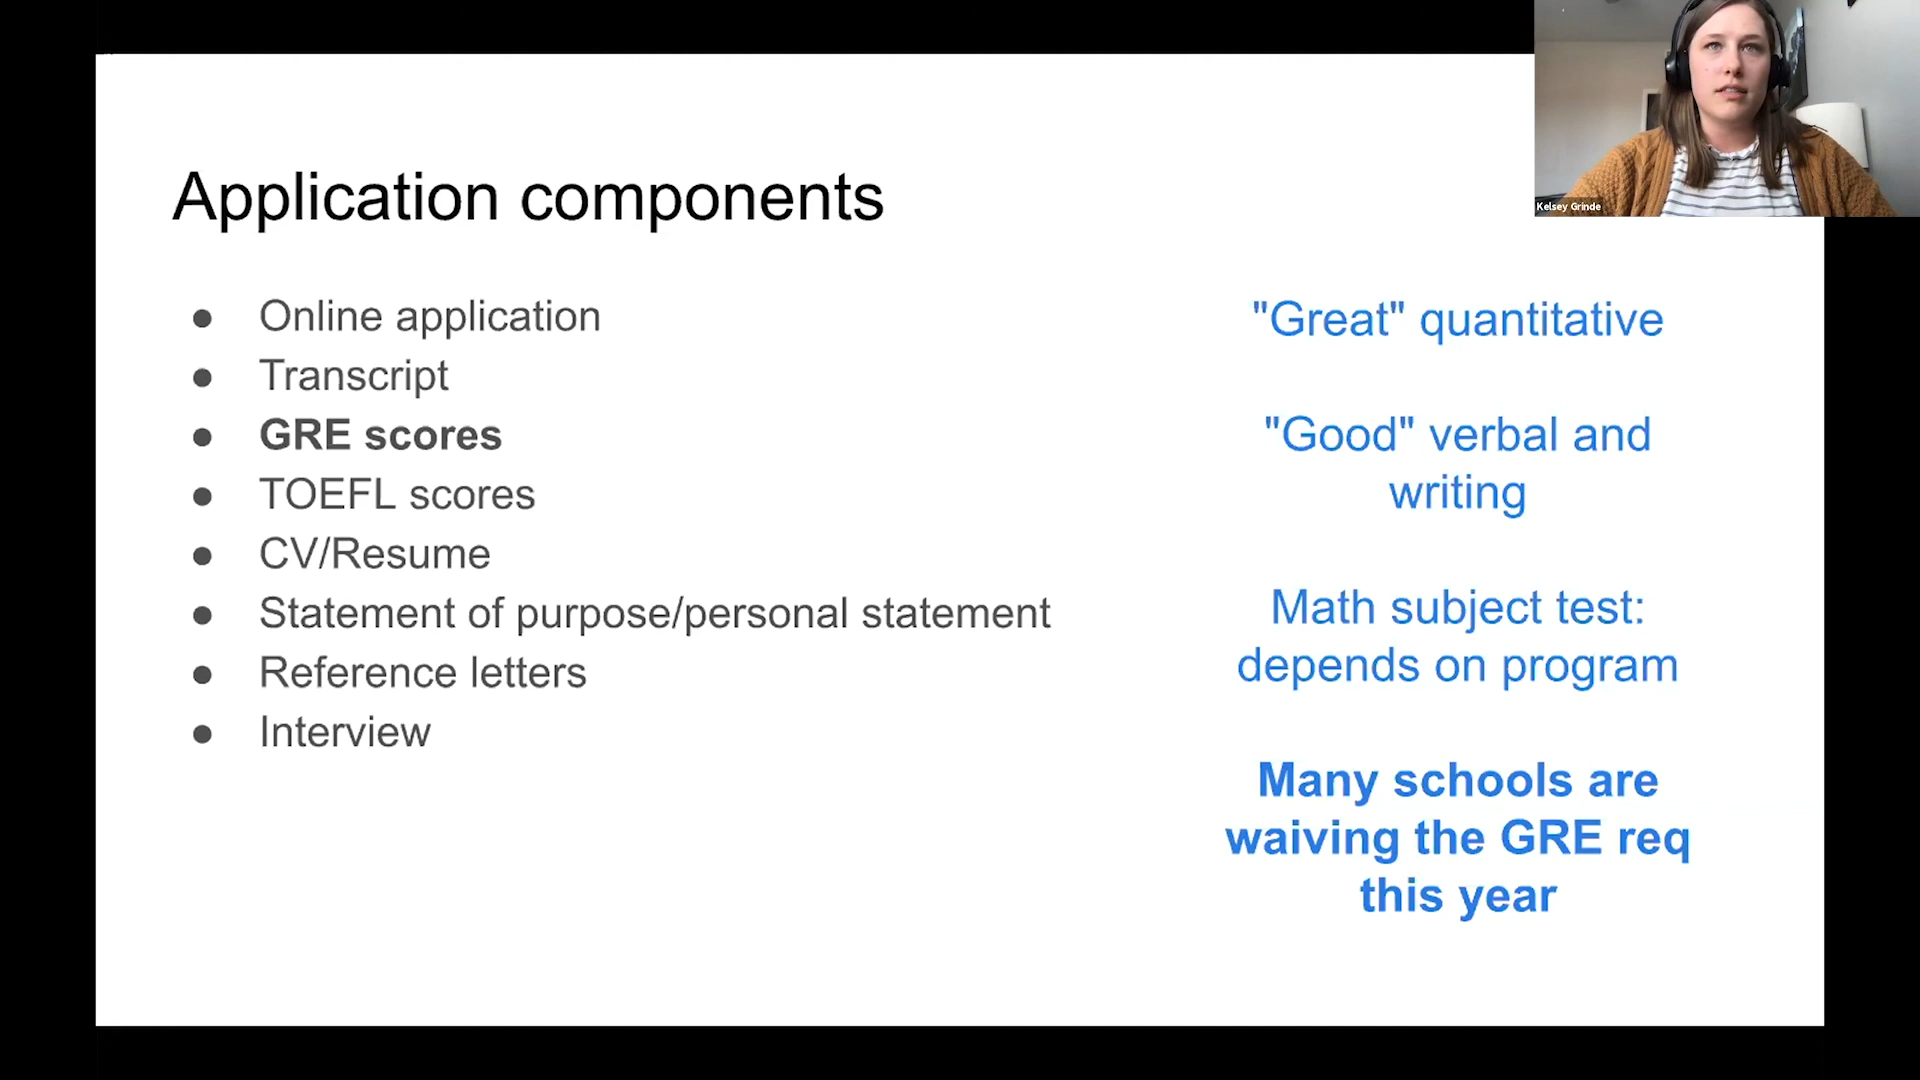 Kelsey Grinde
Application components
● Online application
● Transcript
● GRE scores
● TOEFL scores
● CV/Resume
● Statement of purpose/personal statement
● Reference letters
● Interview
"Great" quantitative
"Good" verbal and
writing
Math subject test:
depends on program
Many schools are
waiving the GRE req
this year